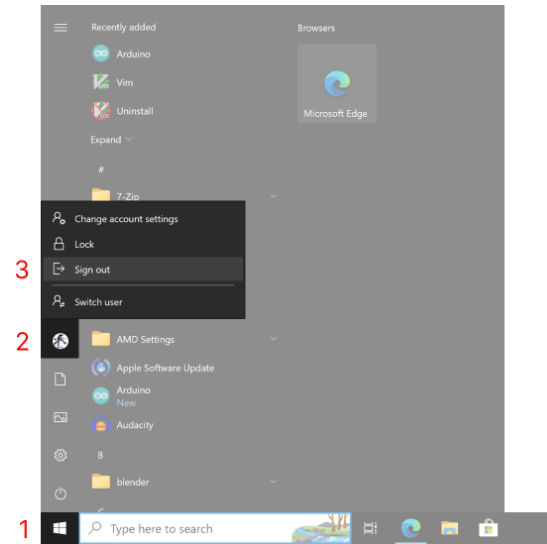 Recently added
Browsers
Arduino
Vim
Uninstall
Microsoft Edge
Expand
#
7-Zip
Change account settings
Lock
3
Sign out
Switch user
2
AMD Settings
Apple Software Update
Arduino
New
Audacity
B
blender
1
Type here to search